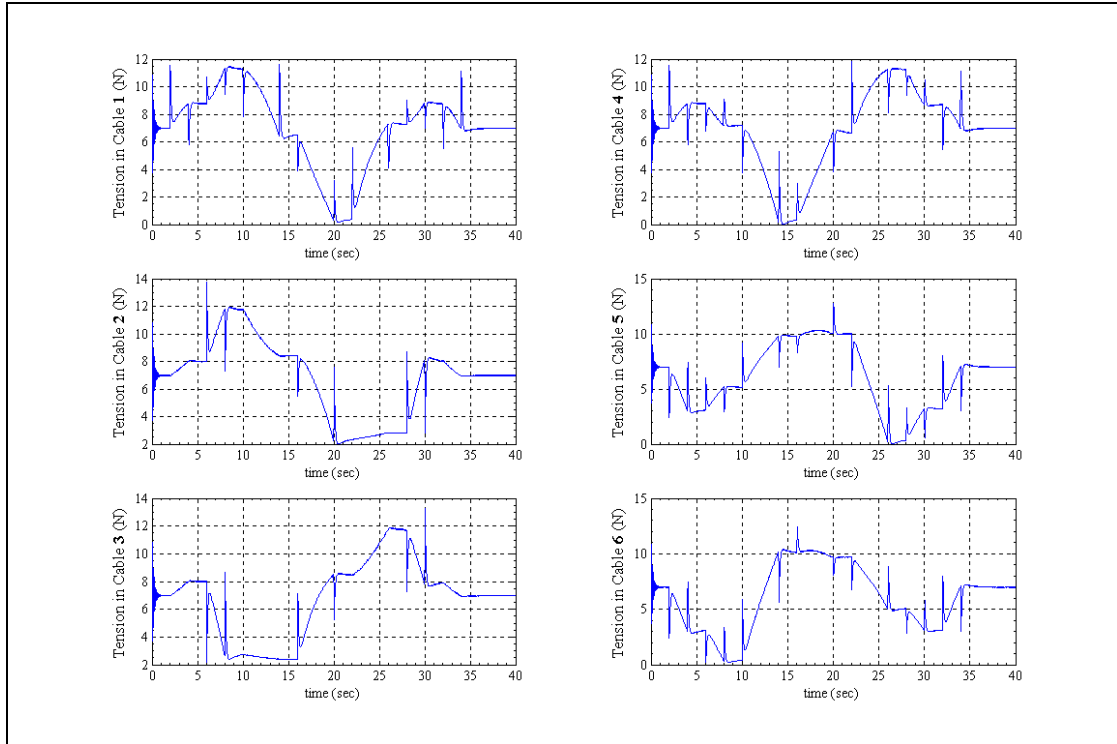 Tension in Cable 1 (N)
12
10
8
6
4
2
0
0 5 10 15 20 25 30 35 40
time (sec)
Tension in Cable 4 (N)
12
10
8
6
4
2
0
0 5 10 15 20 25 30 35 40
time (sec)
Tension in Cable 2 (N)
14
12
10
8
6
4
2
0 5 10 15 20 25 30 35 40
time (sec)
Tension in Cable 5 (N)
15
10
5
0
0 5 10 15 20 25 30 35 40
time (sec)
Tension in Cable 3 (N)
14
12
10
8
6
4
2
0 5 10 15 20 25 30 35 40
time (sec)
Tension in Cable 6 (N)
15
10
5
0
0 5 10 15 20 25 30 35 40
time (sec)